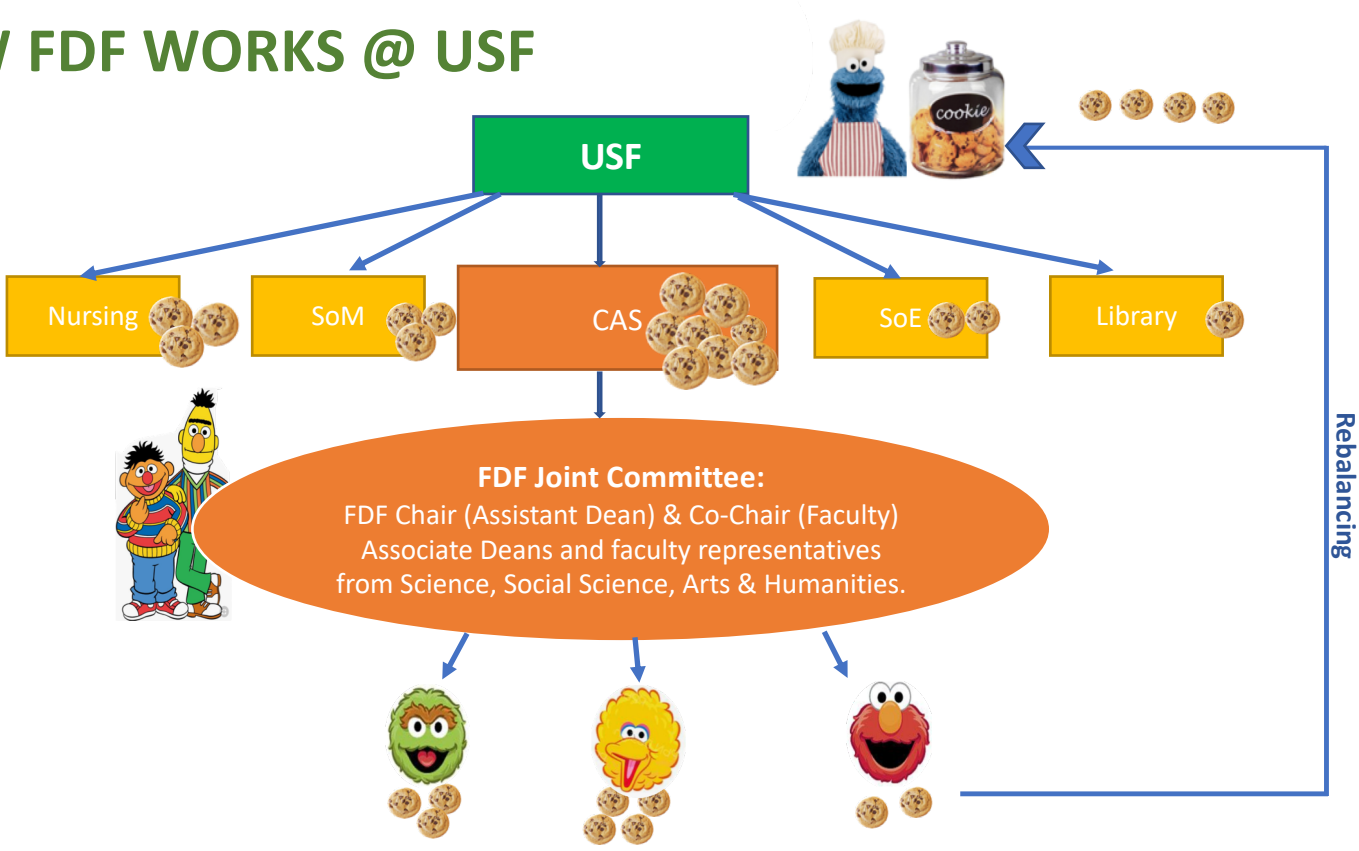 FDF WORKS @ USF
cookie
USF
Nursing
SoM
CAS
SoE
Library
FDF Joint Committee:
FDF Chair (Assistant Dean) & Co-Chair (Faculty)
Associate Deans and faculty representatives
from Science, Social Science, Arts & Humanities.
Rebalancing